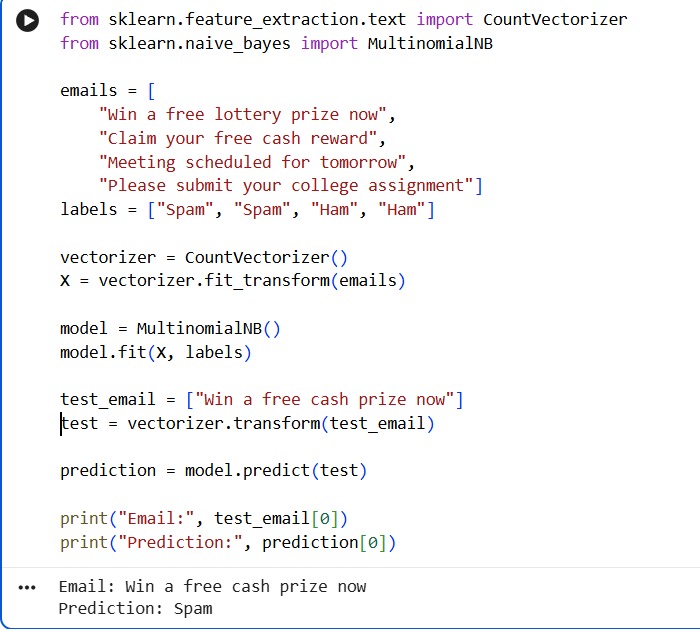 from sklearn.feature_extraction.text import CountVectorizer
from sklearn.naive_bayes import MultinomialNB

emails = [
    "Win a free lottery prize now",
    "Claim your free cash reward",
    "Meeting scheduled for tomorrow",
    "Please submit your college assignment"]
labels = ["Spam", "Spam", "Ham", "Ham"]

vectorizer = CountVectorizer()
X = vectorizer.fit_transform(emails)

model = MultinomialNB()
model.fit(X, labels)

test_email = ["Win a free cash prize now"]
test = vectorizer.transform(test_email)

prediction = model.predict(test)

print("Email:", test_email[0])
print("Prediction:", prediction[0])
Email: Win a free cash prize now
Prediction: Spam